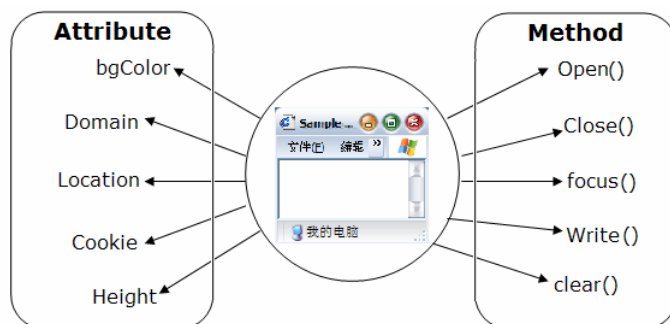 Attribute
bgColor
Domain
Location
Cookie
Height
Sample...
文件(F) 编辑 »
我的电脑
Method
Open()
Close()
focus()
Write()
clear()